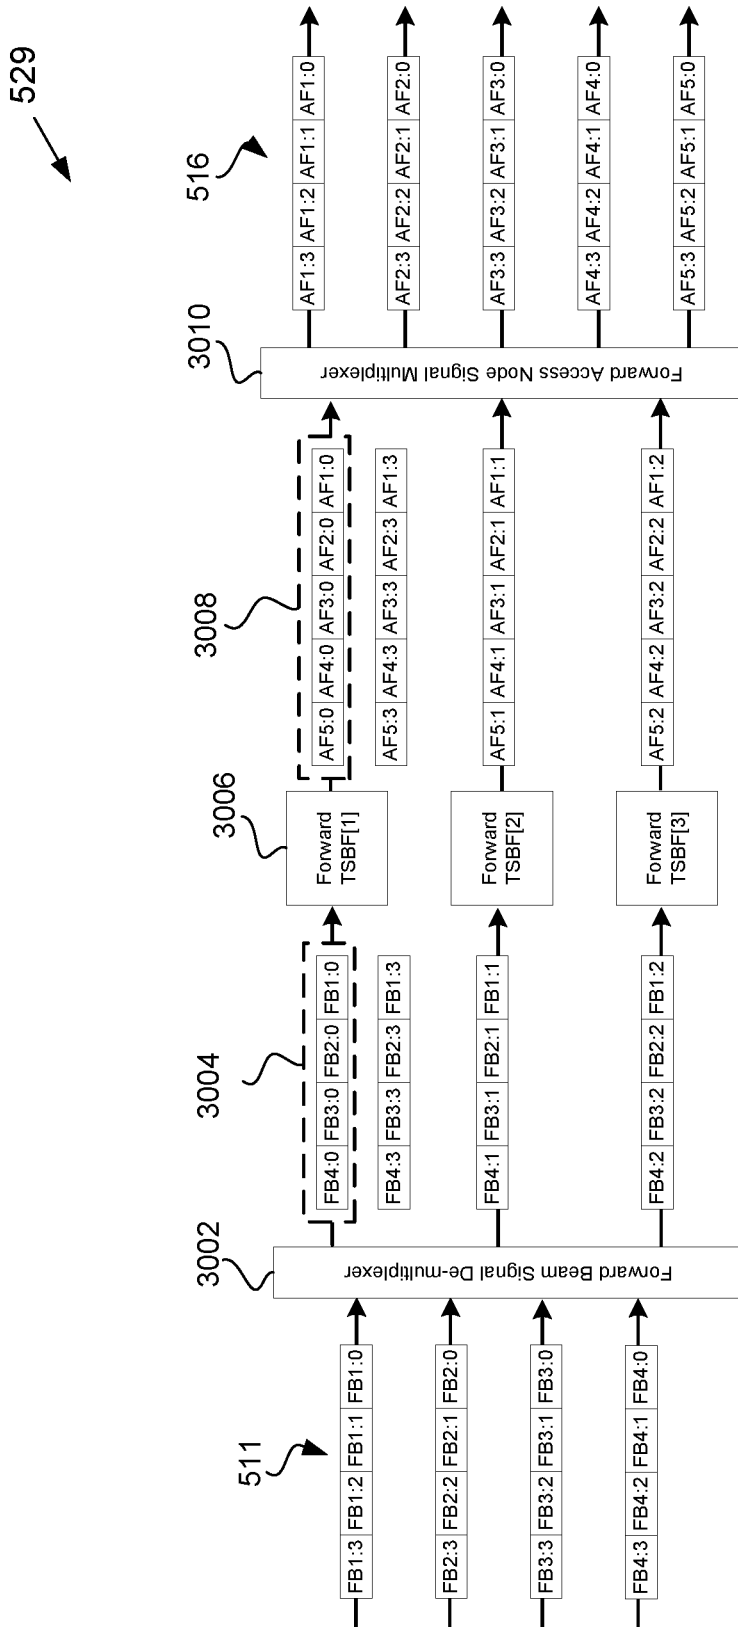 529
511
FB1:3 FB1:2 FB1:1 FB1:0
FB2:3 FB2:2 FB2:1 FB2:0
FB3:3 FB3:2 FB3:1 FB3:0
FB4:3 FB4:2 FB4:1 FB4:0
3002
Forward Beam Signal De-multiplexer
3004
FB4:0 FB3:0 FB2:0 FB1:0
FB4:3 FB3:3 FB2:3 FB1:3
FB4:1 FB3:1 FB2:1 FB1:1
FB4:2 FB3:2 FB2:2 FB1:2
3006
Forward
TSBF[1]
Forward
TSBF[2]
Forward
TSBF[3]
3008
AF5:0 AF4:0 AF3:0 AF2:0 AF1:0
AF5:3 AF4:3 AF3:3 AF2:3 AF1:3
AF5:1 AF4:1 AF3:1 AF2:1 AF1:1
AF5:2 AF4:2 AF3:2 AF2:2 AF1:2
3010
Forward Access Node Signal Multiplexer
516
AF1:3 AF1:2 AF1:1 AF1:0
AF2:3 AF2:2 AF2:1 AF2:0
AF3:3 AF3:2 AF3:1 AF3:0
AF4:3 AF4:2 AF4:1 AF4:0
AF5:3 AF5:2 AF5:1 AF5:0